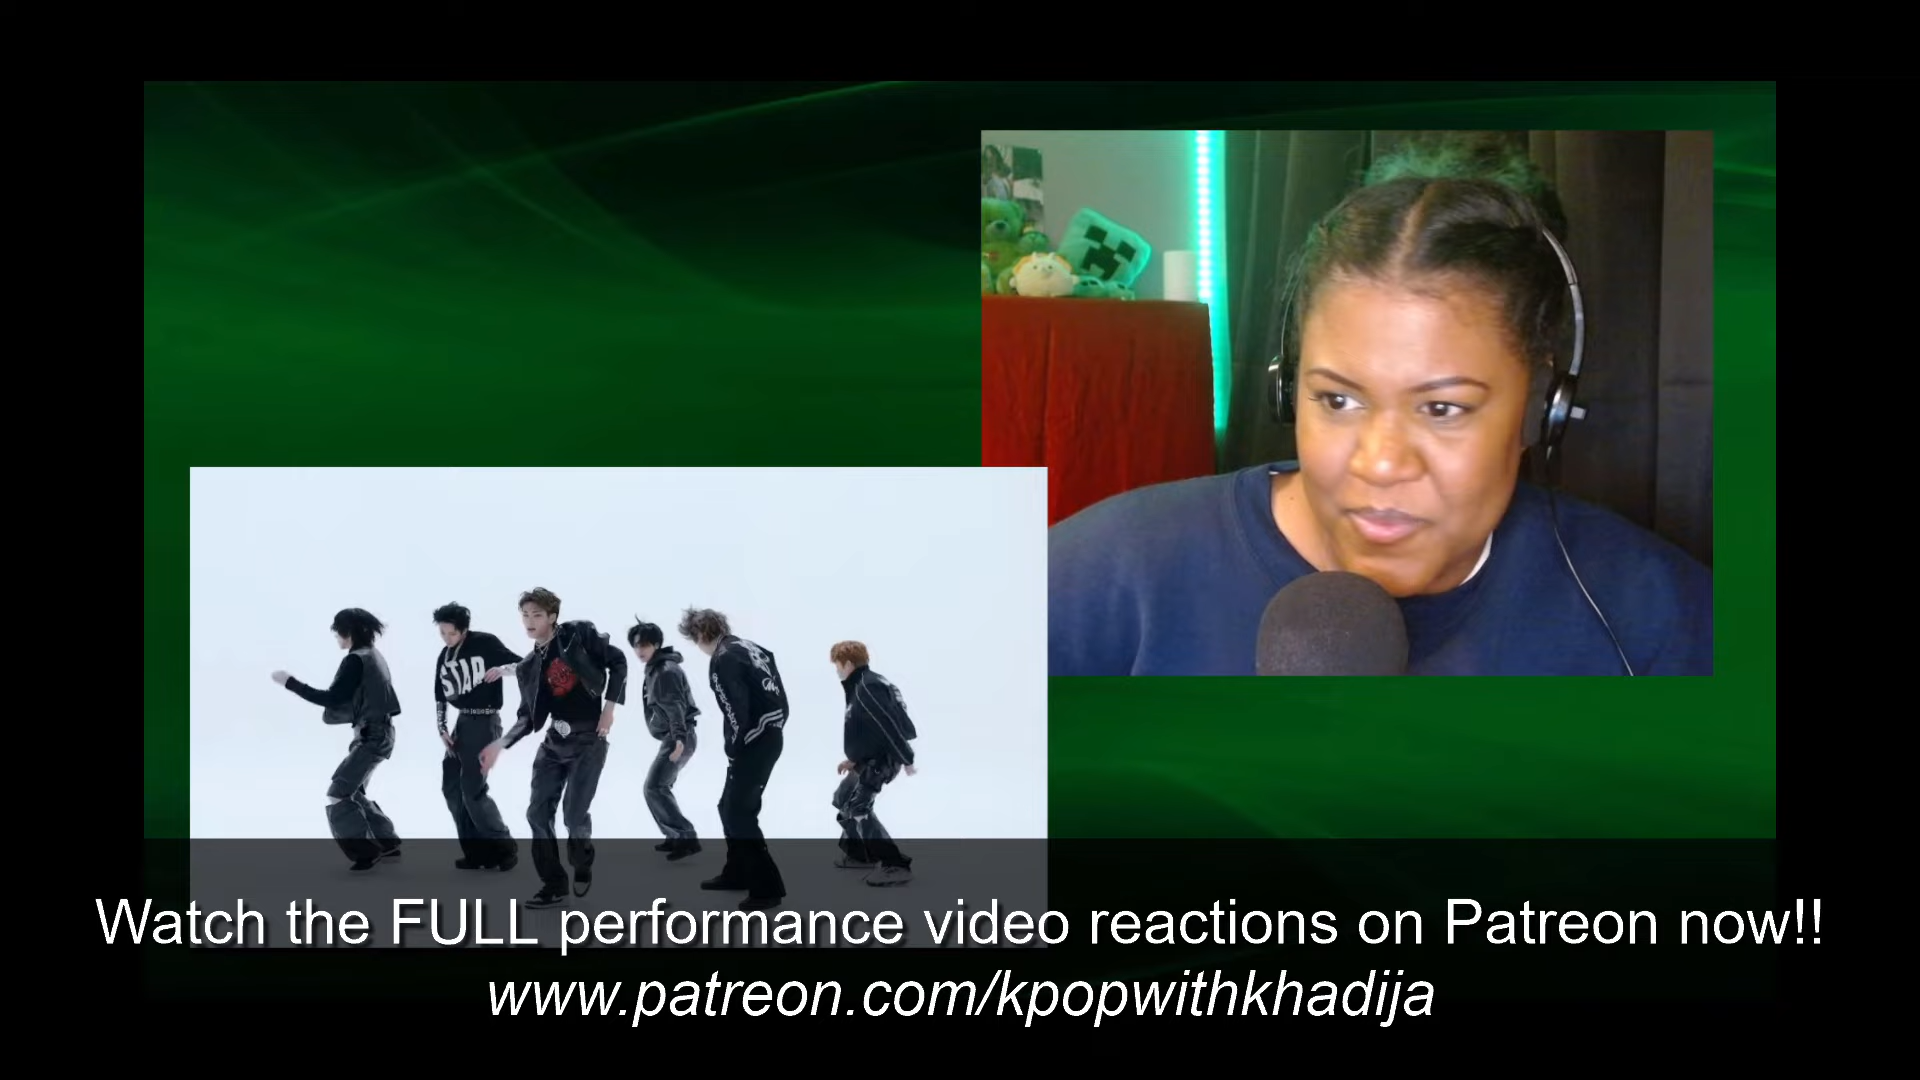 STAR
Watch the FULL performance video reactions on Patreon now!!
www.patreon.com/kpopwithkhadija